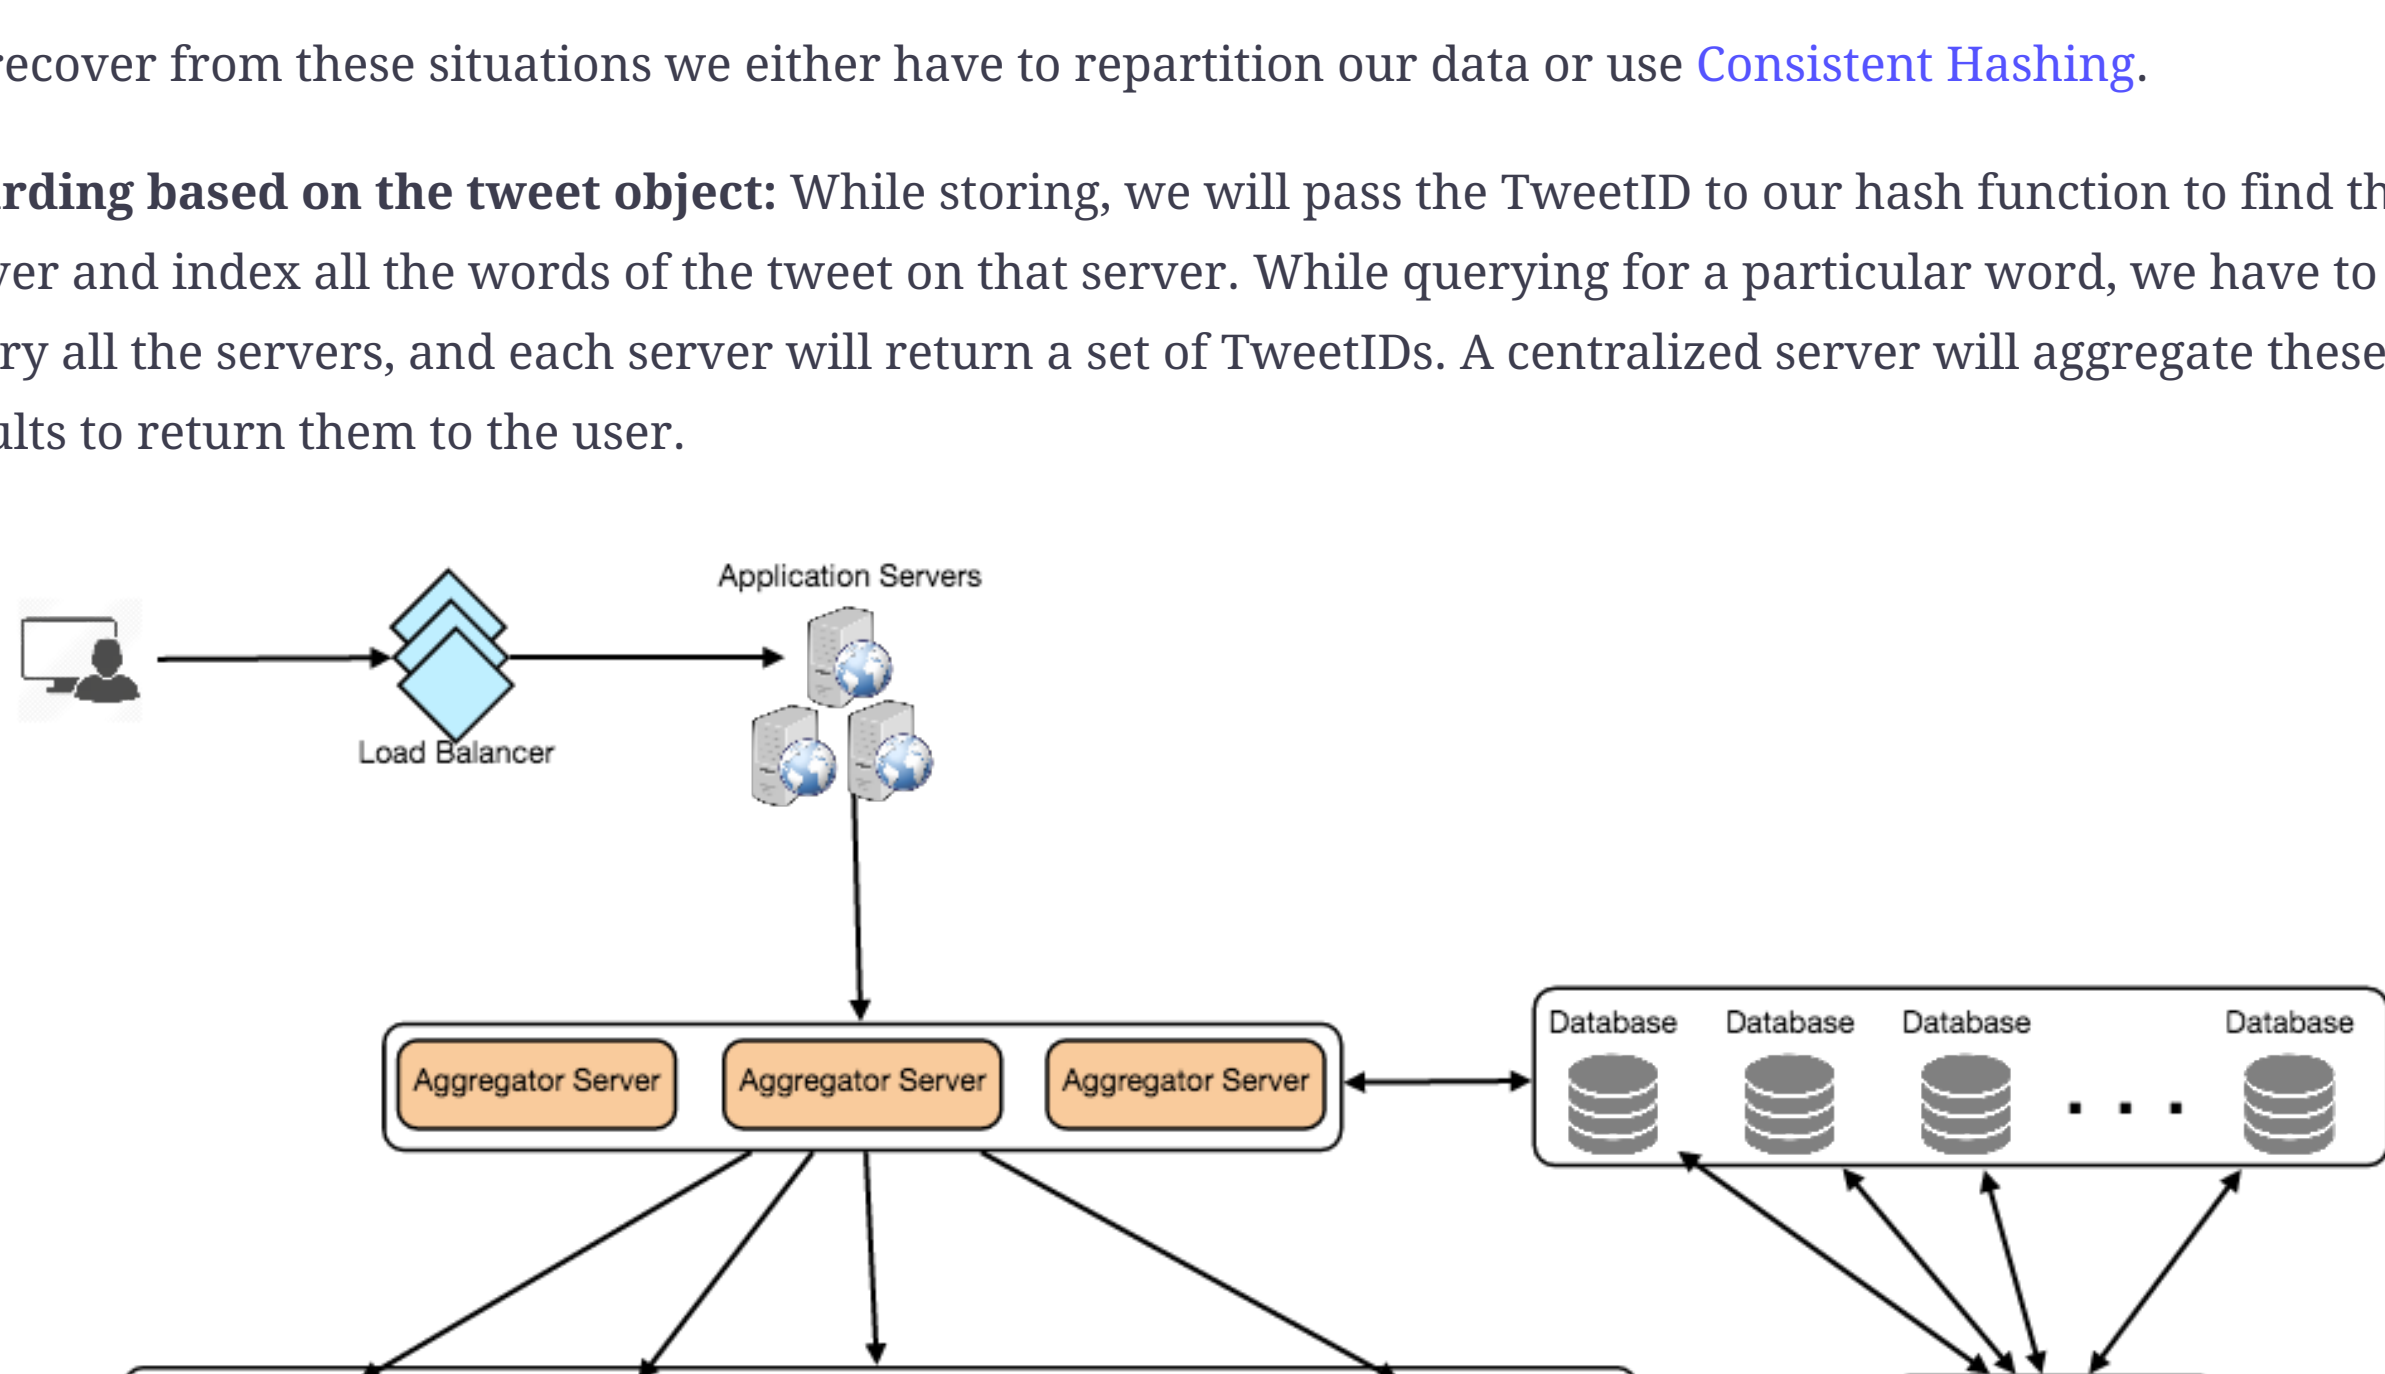 recover from these situations we either have to repartition our data or use Consistent Hashing.
rding based on the tweet object: While storing, we will pass the TweetID to our hash function to find th
ver and index all the words of the tweet on that server. While querying for a particular word, we have to
ry all the servers, and each server will return a set of TweetIDs. A centralized server will aggregate these
ults to return them to the user.
Application Servers
Load Balancer
Database Database Database Database
Aggregator Server Aggregator Server Aggregator Server
. . .